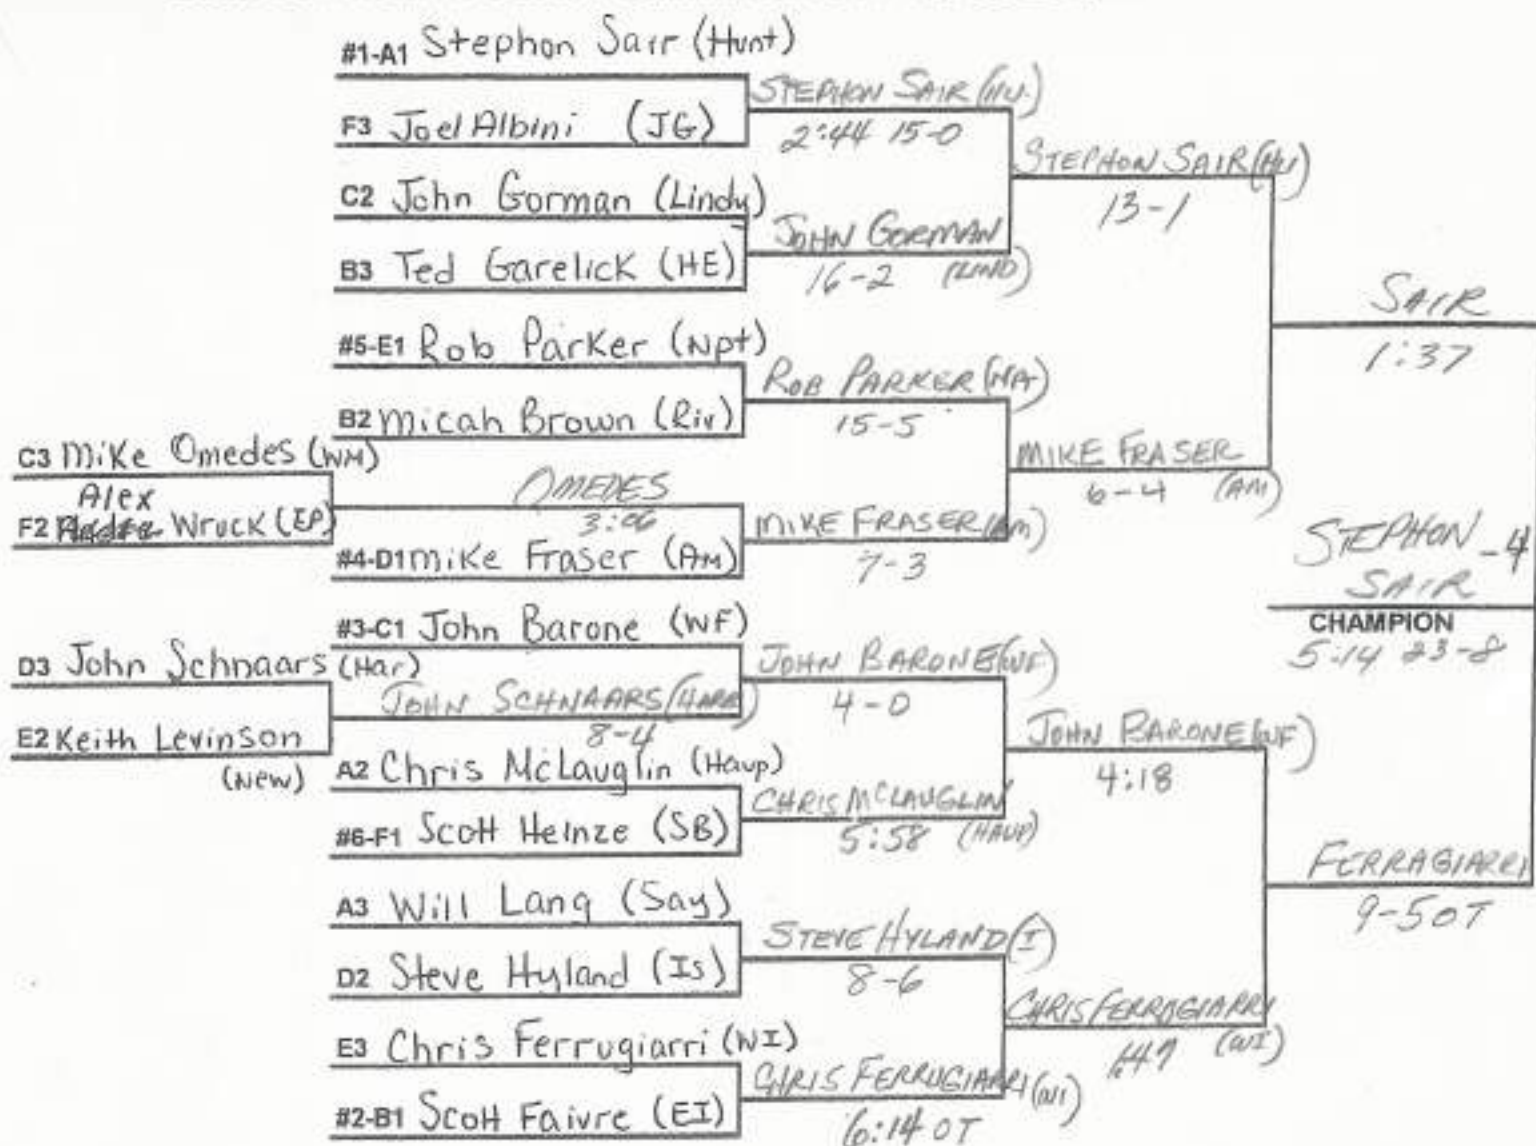 #1-A1 Stephon Sair (Hunt)
F3 Joel Albini (JG)
C2 John Gorman (Lindy)
B3 Ted Garelick (HE)
#5-E1 Rob Parker (Npt)
B2 Micah Brown (Riv)
C3 Mike Omedes (WM)
Alex
F2 Wruck (EP)
#4-D1 Mike Fraser (Am)
#3-C1 John Barone (WF)
D3 John Schnaars (Har)
E2 Keith Levinson
(New)
A2 Chris McLauglin (Haup)
#6-F1 Scott Heinze (SB)
A3 Will Lang (Say)
D2 Steve Hyland (Is)
E3 Chris Ferrugiarri (WI)
#2-B1 Scott Faivre (EI)
OMEDES
3:06
JOHN SCHNAARS (HARB)
8-4
STEPHON SAIR (HU.)
2:44 15-0
JOHN GORMAN
16-2 (LIND)
ROB PARKER
15-5
MIKE FRASER (Am)
7-3
JOHN BARONE (WF)
4-0
CHRIS MCLAUGLIN
5:58 (HAUP)
STEVE HYLAND (I)
8-6
CHRIS FERRUGIARRI (WI)
6:14 OT
STEPHON SAIR (HU)
13-1
MIKE FRASER
6-4 (AM)
JOHN BARONE (WF)
4:18
CHRIS FERRAGIARRI
(WI)
SAIR
1:37
FERRAGIARRI
9-5 OT
STEPHON -4
SAIR
CHAMPION
5:14 23-8